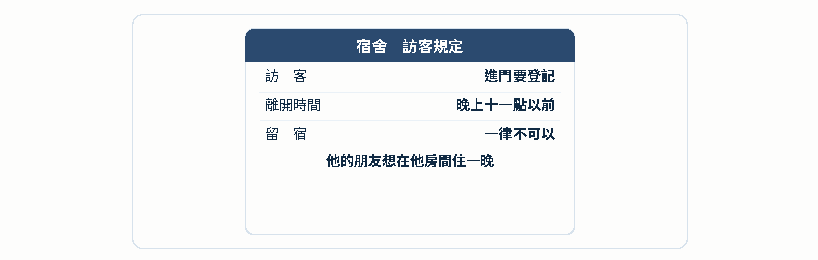 宿舍　訪客規定
訪　客　進門要登記
離開時間　晚上十一點以前
留　宿　一律不可以
他的朋友想在他房間住一晚